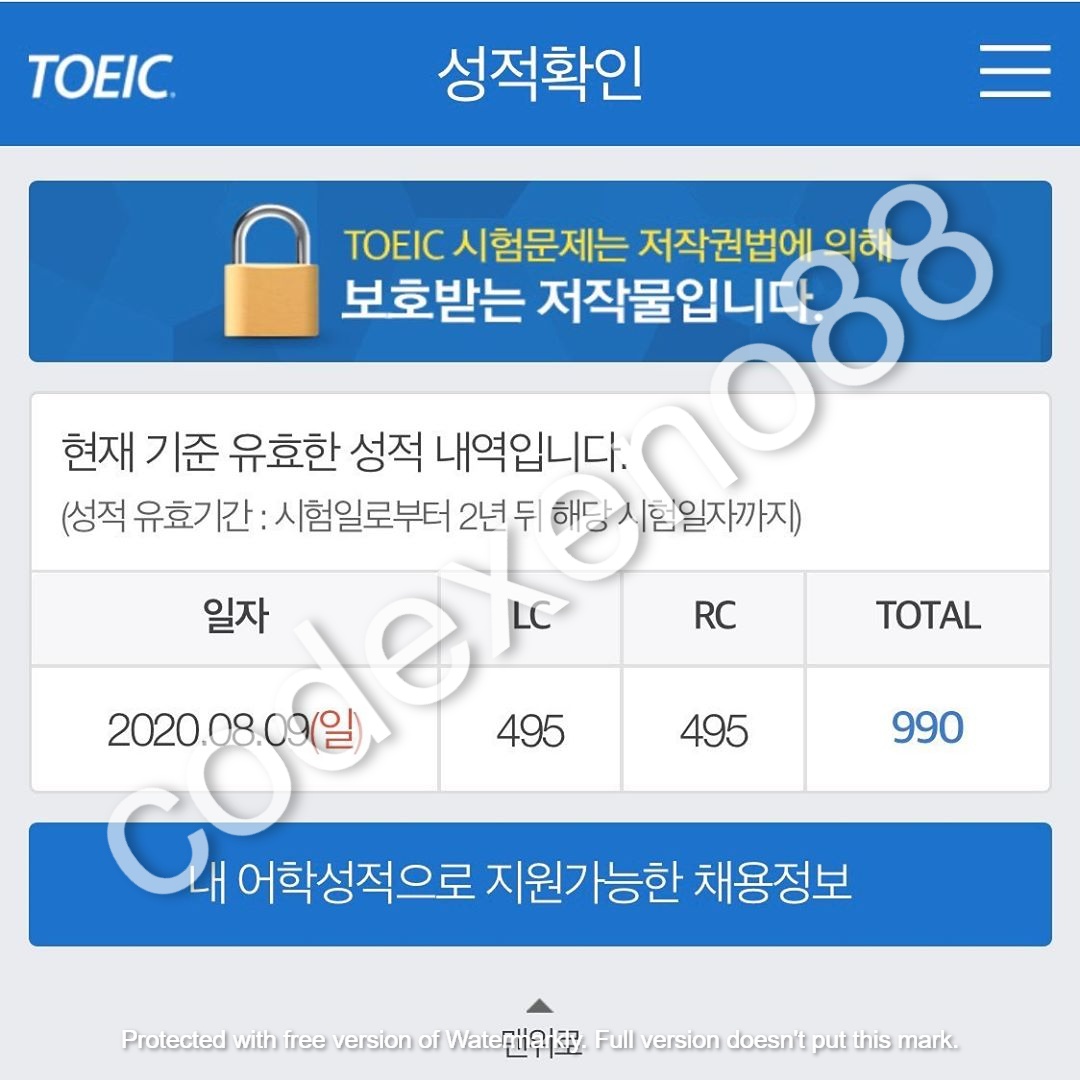 TOEIC
성적확인
TOEIC 시험문제는 저작권법에 의해
보호받는 저작물입니다.
현재 기준 유효한 성적 내역입니다.
(성적 유효기간 : 시험일로부터 2년 뒤 해당 시험일자까지)
일자 LC RC TOTAL
2020.08.09(일) 495 495 990
내 어학성적으로 지원가능한 채용정보
맨위로
codexeno88
Protected with free version of Watermarkly. Full version doesn't put this mark.